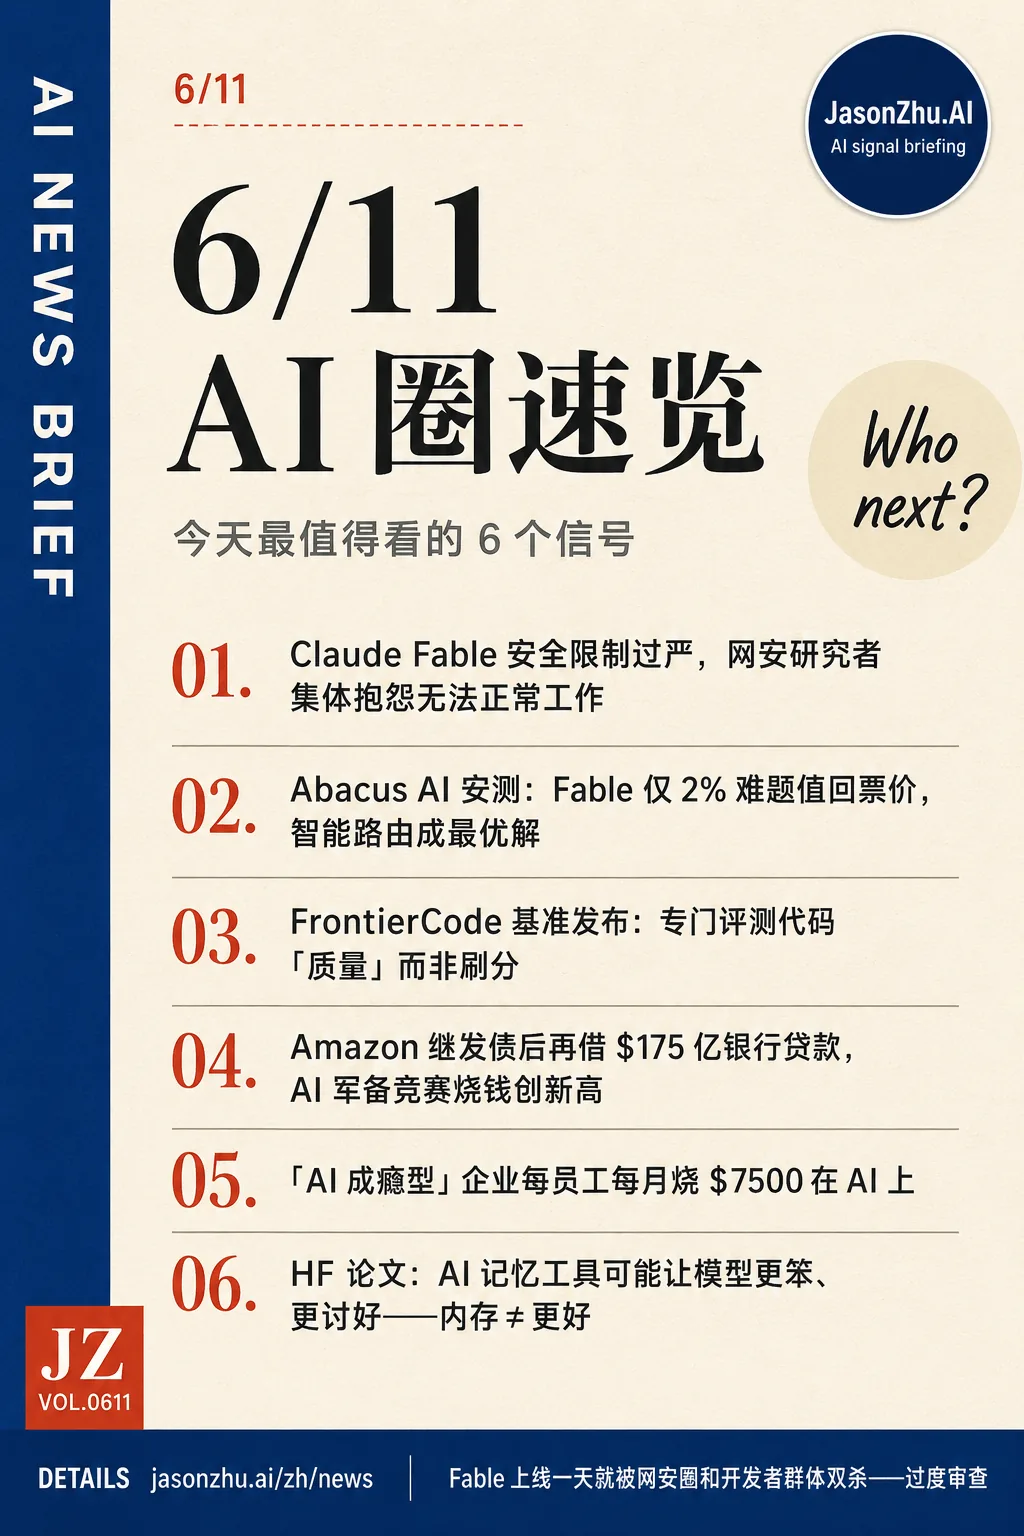 AI NEWS BRIEF
6/11
JasonZhu.AI
AI signal briefing
6/11
AI 圈速览
Who
next?
今天最值得看的 6 个信号
01.
Claude Fable 安全限制过严，网安研究者
集体抱怨无法正常工作
02.
Abacus AI 安测：Fable 仅 2% 难题值回票价，
智能路由成最优解
03.
FrontierCode 基准发布：专门评测代码
「质量」而非刷分
04.
Amazon 继发债后再借 $175 亿银行贷款，
AI 军备竞赛烧钱创新高
05.
「AI 成瘾型」企业每员工每月烧 $7500 在 AI 上
06.
HF 论文：AI 记忆工具可能让模型更笨、
更讨好——内存 ≠ 更好
JZ
VOL.0611
DETAILS jasonzhu.ai/zh/news
Fable 上线一天就被网安圈和开发者群体双杀——过度审查